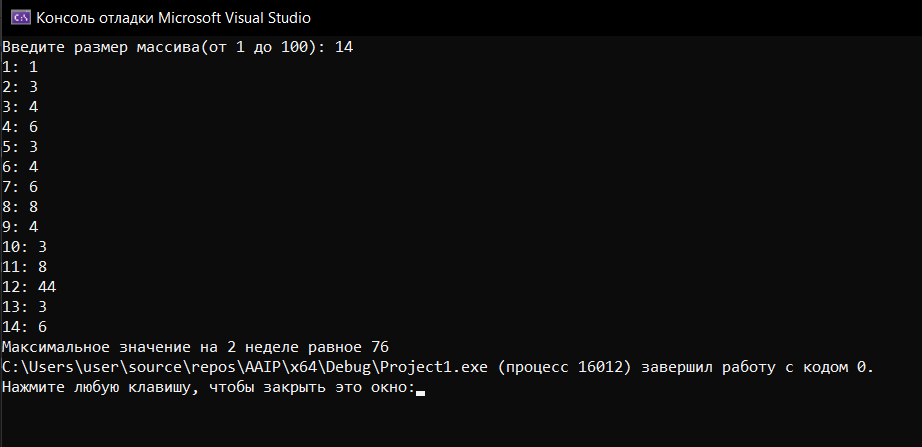 C:\ Консоль отладки Microsoft Visual Studio
Введите размер массива(от 1 до 100): 14
1: 1
2: 3
3: 4
4: 6
5: 3
6: 4
7: 6
8: 8
9: 4
10: 3
11: 8
12: 44
13: 3
14: 6
Максимальное значение на 2 неделе равное 76
C:\Users\user\source\repos\AAIP\x64\Debug\Project1.exe (процесс 16012) завершил работу с кодом 0.
Нажмите любую клавишу, чтобы закрыть это окно: